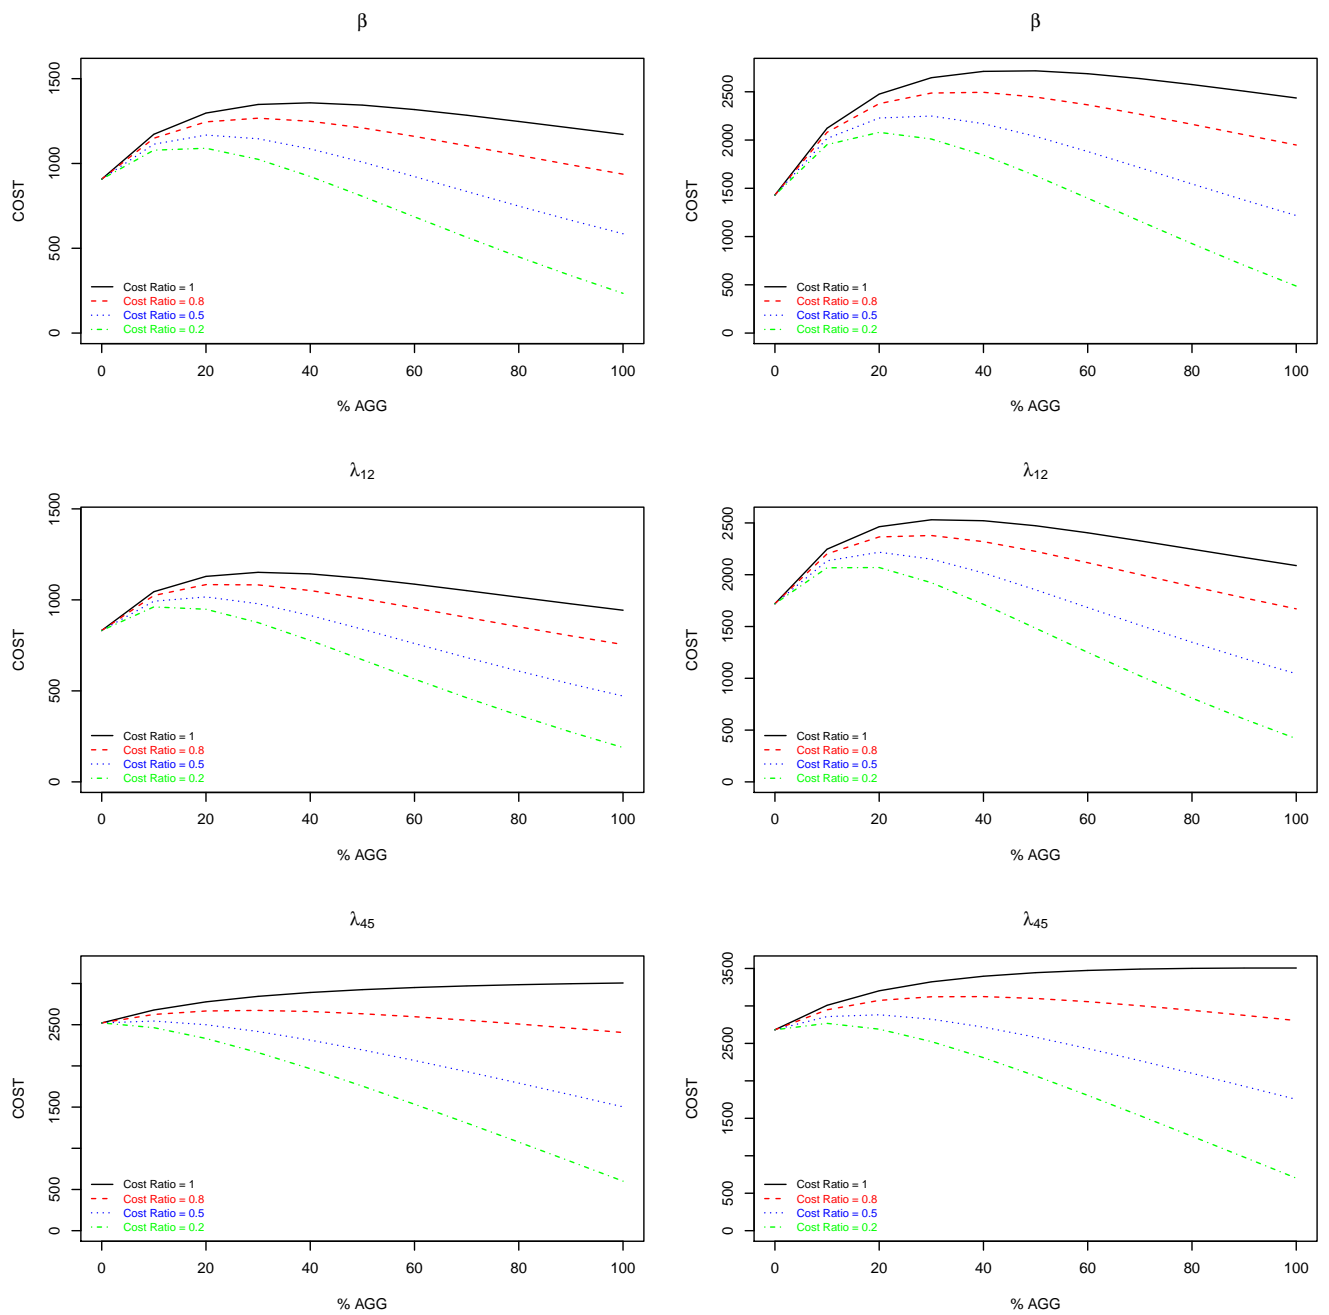 β
COST
1500
1000
500
0
Cost Ratio = 1
Cost Ratio = 0.8
Cost Ratio = 0.5
Cost Ratio = 0.2
0 20 40 60 80 100
% AGG
β
COST
2500
2000
1500
1000
500
0
Cost Ratio = 1
Cost Ratio = 0.8
Cost Ratio = 0.5
Cost Ratio = 0.2
0 20 40 60 80 100
% AGG
λ12
COST
1500
1000
500
0
Cost Ratio = 1
Cost Ratio = 0.8
Cost Ratio = 0.5
Cost Ratio = 0.2
0 20 40 60 80 100
% AGG
λ12
COST
2500
2000
1500
1000
500
0
Cost Ratio = 1
Cost Ratio = 0.8
Cost Ratio = 0.5
Cost Ratio = 0.2
0 20 40 60 80 100
% AGG
λ45
COST
2500
1500
500
0
Cost Ratio = 1
Cost Ratio = 0.8
Cost Ratio = 0.5
Cost Ratio = 0.2
0 20 40 60 80 100
% AGG
λ45
COST
3500
2500
1500
500
0
Cost Ratio = 1
Cost Ratio = 0.8
Cost Ratio = 0.5
Cost Ratio = 0.2
0 20 40 60 80 100
% AGG